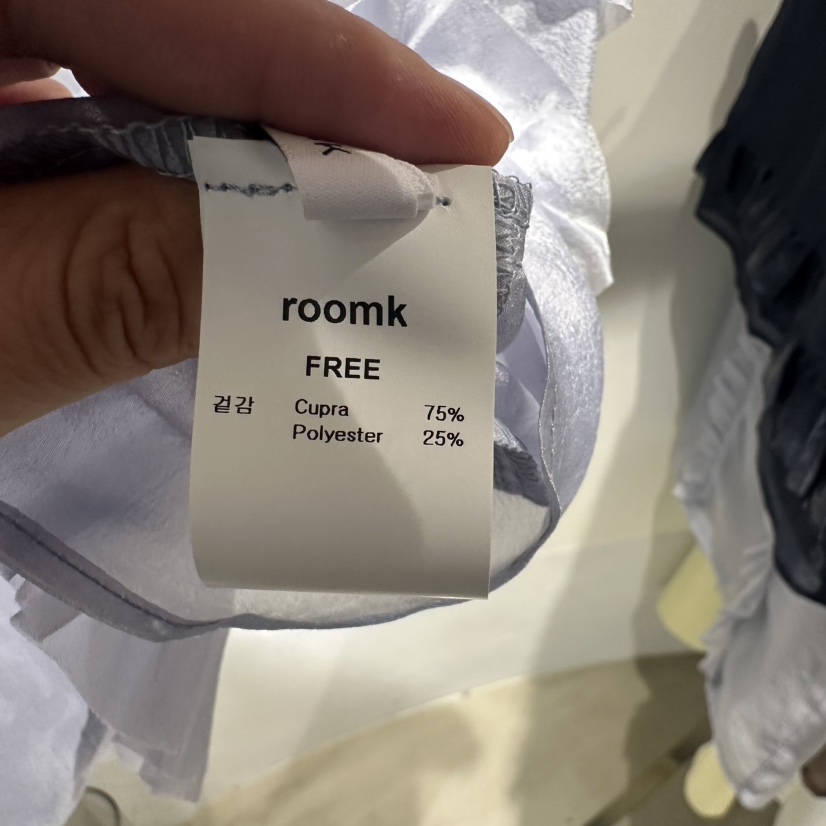 K
roomk
FREE
겉감 Cupra 75%
Polyester 25%